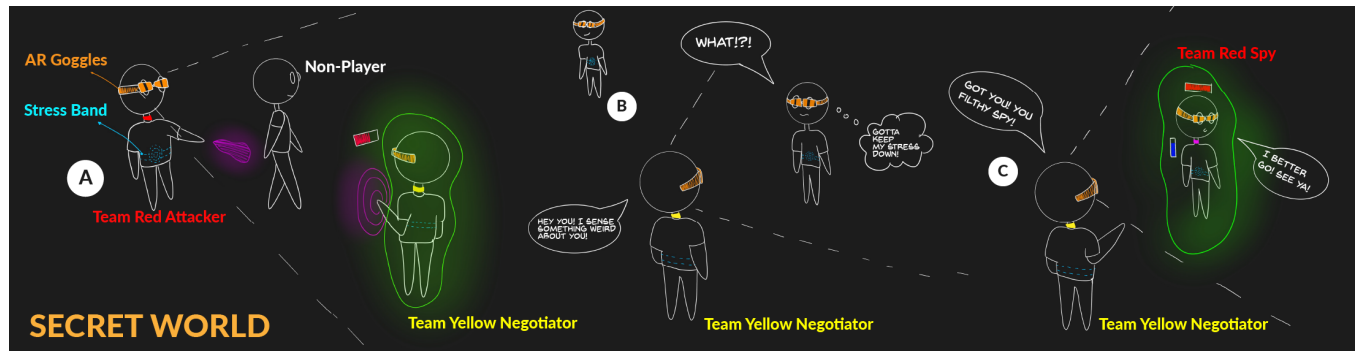 AR Goggles
Non-Player
Stress Band
A
Team Red Attacker
SECRET WORLD
Team Yellow Negotiator
B
WHAT!?!
GOTTA
KEEP
MY STRESS
DOWN!
HEY YOU! I SENSE
SOMETHING WEIRD
ABOUT YOU!
Team Yellow Negotiator
C
GOT YOU! YOU
FILTHY SPY!
Team Red Spy
I BETTER
GO! SEE YA!
Team Yellow Negotiator